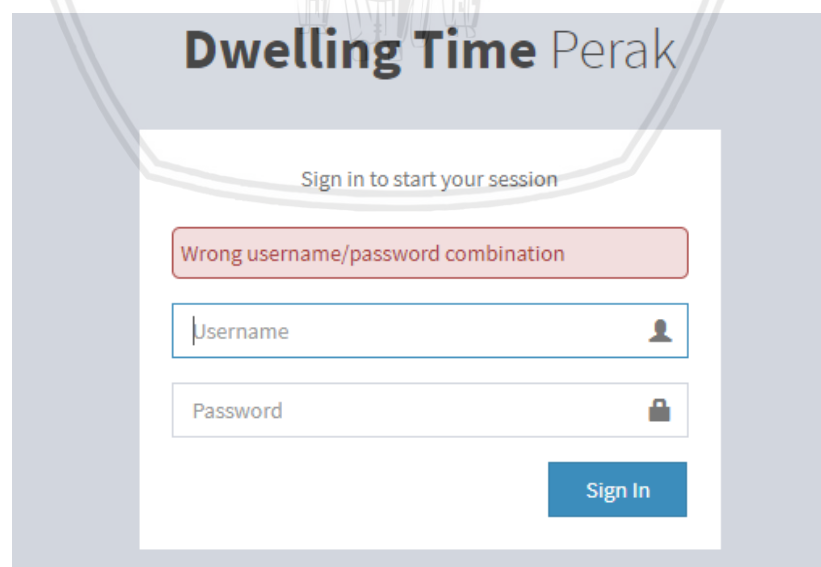 Dwelling Time Perak
Sign in to start your session
Wrong username/password combination
Username
Password
Sign In